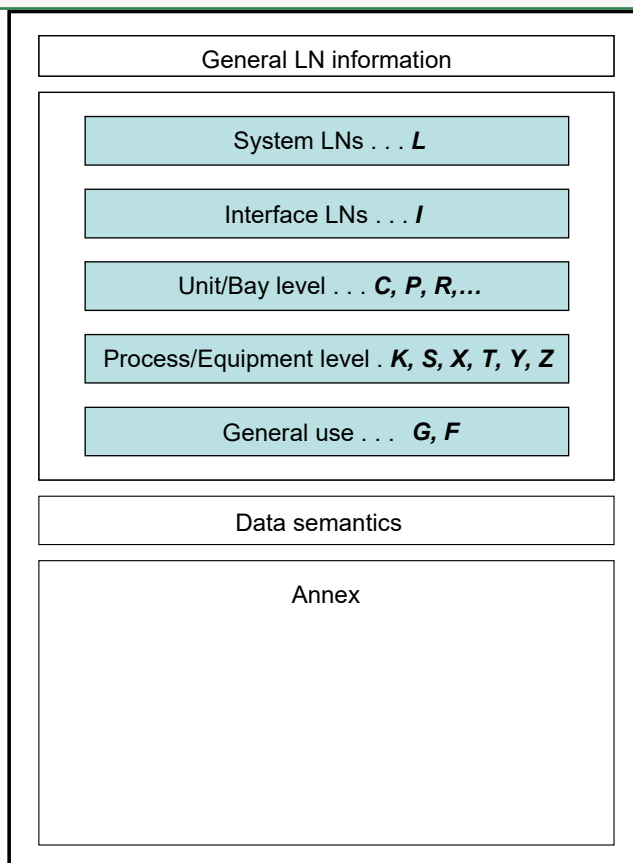 General LN information
System LNs . . . L
Interface LNs . . . I
Unit/Bay level . . . C, P, R,...
Process/Equipment level . K, S, X, T, Y, Z
General use . . . G, F
Data semantics
Annex